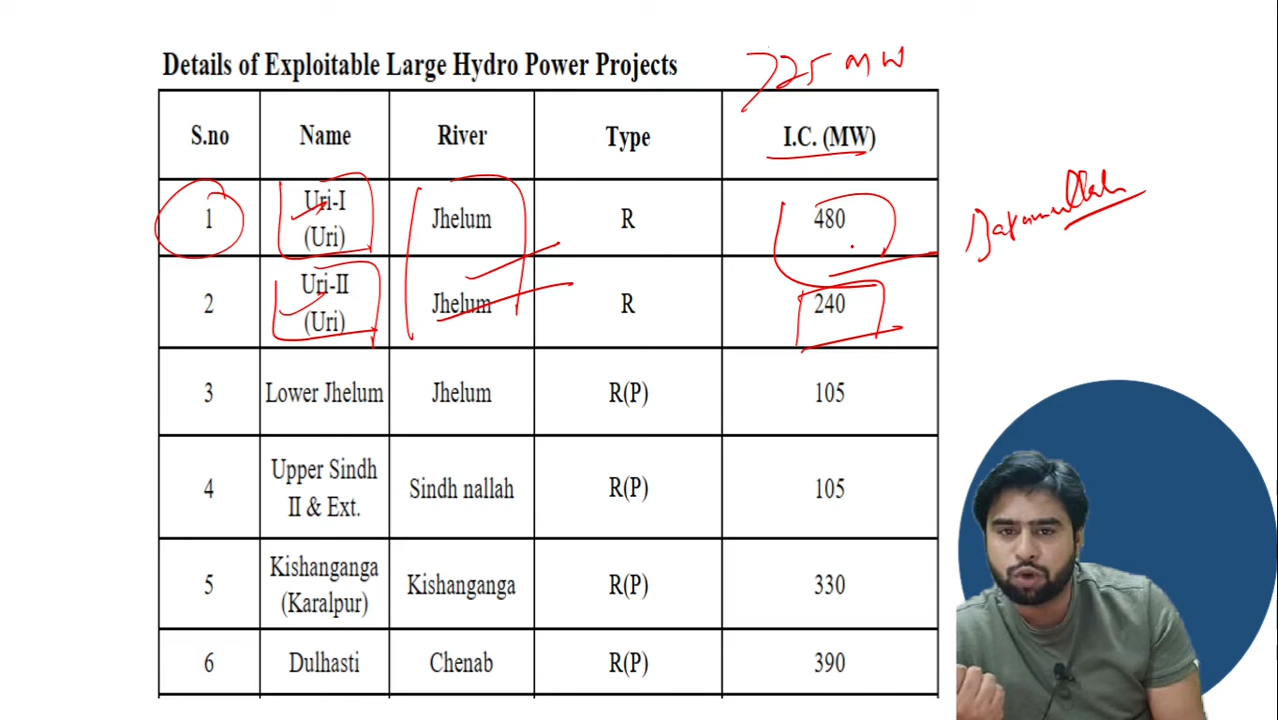 Details of Exploitable Large Hydro Power Projects
725 MW
S.no Name River Type I.C. (MW)
1 Uri-I (Uri) Jhelum R 480
2 Uri-II (Uri) Jhelum R 240
3 Lower Jhelum Jhelum R(P) 105
4 Upper Sindh II & Ext. Sindh nallah R(P) 105
5 Kishanganga (Karalpur) Kishanganga R(P) 330
6 Dulhasti Chenab R(P) 390